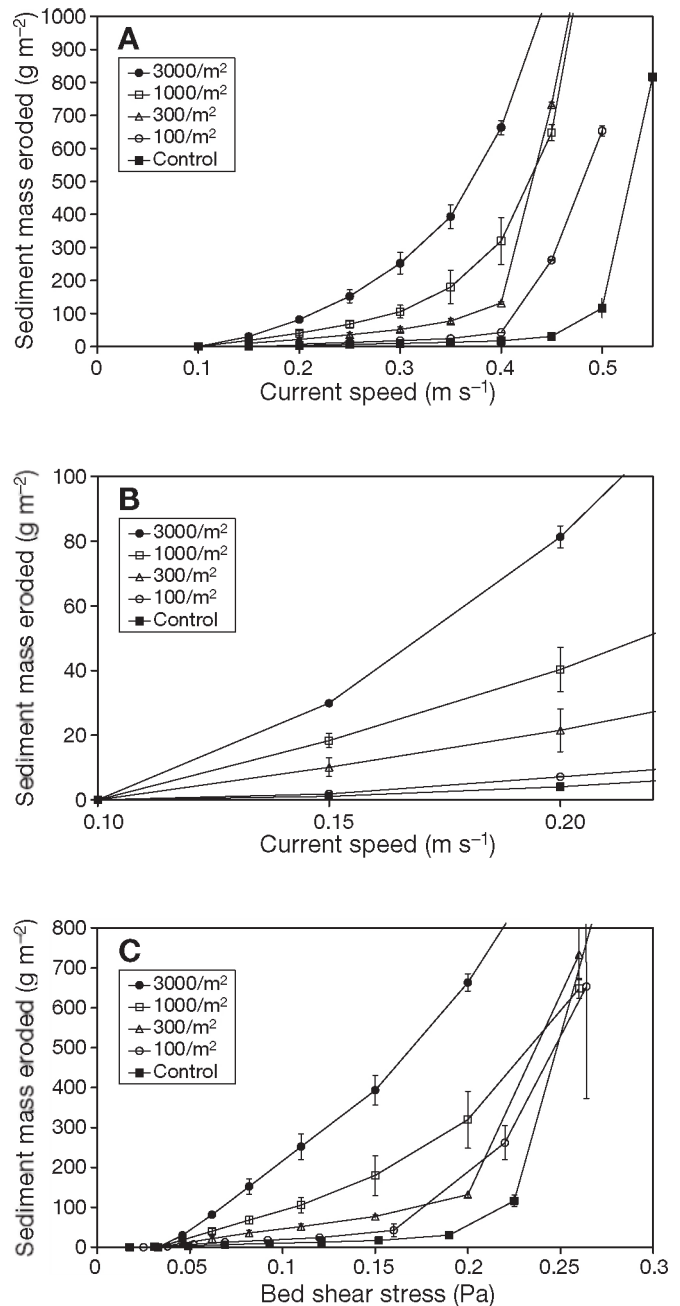 A
1000
900
800
700
600
500
400
300
200
100
0
Sediment mass eroded (g m⁻²)
3000/m²
1000/m²
300/m²
100/m²
Control
0 0.1 0.2 0.3 0.4 0.5
Current speed (m s⁻¹)
B
100
80
60
40
20
0
Sediment mass eroded (g m⁻²)
3000/m²
1000/m²
300/m²
100/m²
Control
0.10 0.15 0.20
Current speed (m s⁻¹)
C
800
700
600
500
400
300
200
100
0
Sediment mass eroded (g m⁻²)
3000/m²
1000/m²
300/m²
100/m²
Control
0 0.05 0.1 0.15 0.2 0.25 0.3
Bed shear stress (Pa)